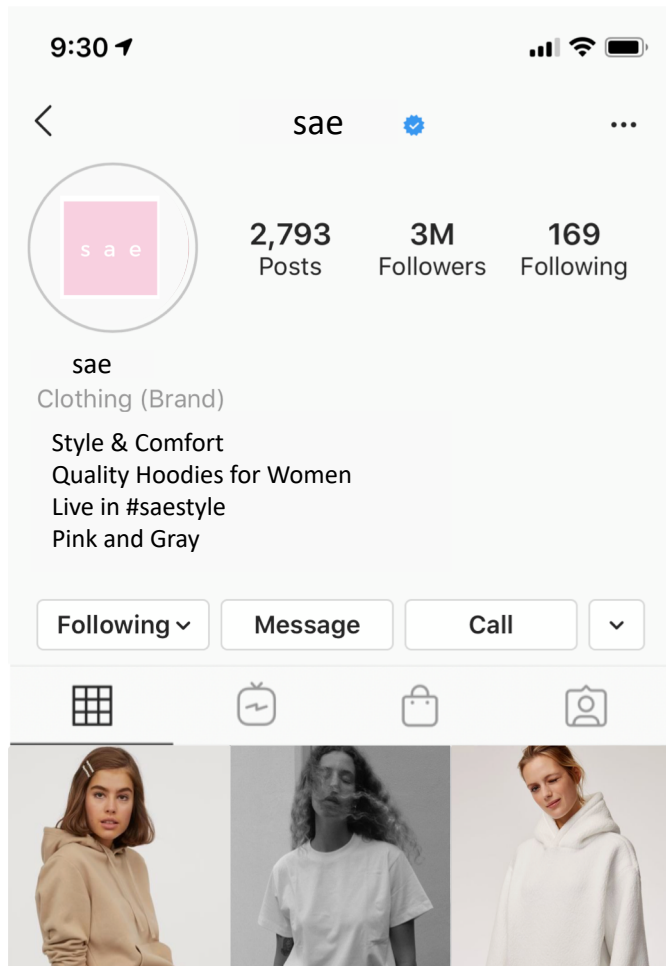 9:30
sae
s a e
2,793 3M 169
Posts Followers Following
sae
Clothing (Brand)
Style & Comfort
Quality Hoodies for Women
Live in #saestyle
Pink and Gray
Following Message Call